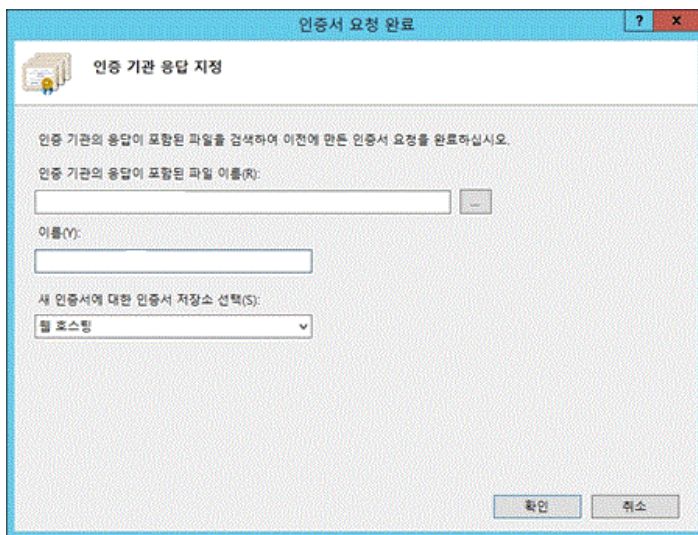 인증서 요청 완료
? x
인증 기관 응답 지정
인증 기관의 응답이 포함된 파일을 검색하여 이전에 만든 인증서 요청을 완료하십시오.
인증 기관의 응답이 포함된 파일 이름(R):
...
이름(Y):
새 인증서에 대한 인증서 저장소 선택(S):
웹 호스팅
확인 취소